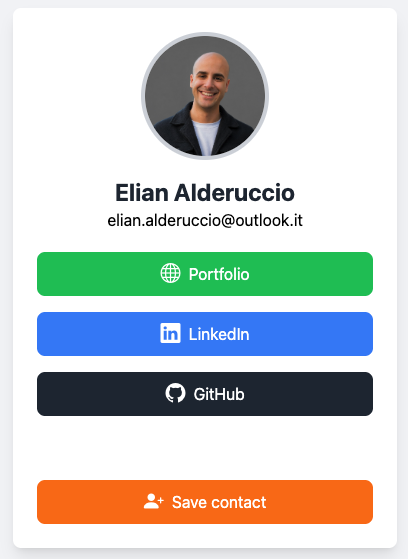 Elian Alderuccio
elian.alderuccio@outlook.it
Portfolio
LinkedIn
GitHub
Save contact